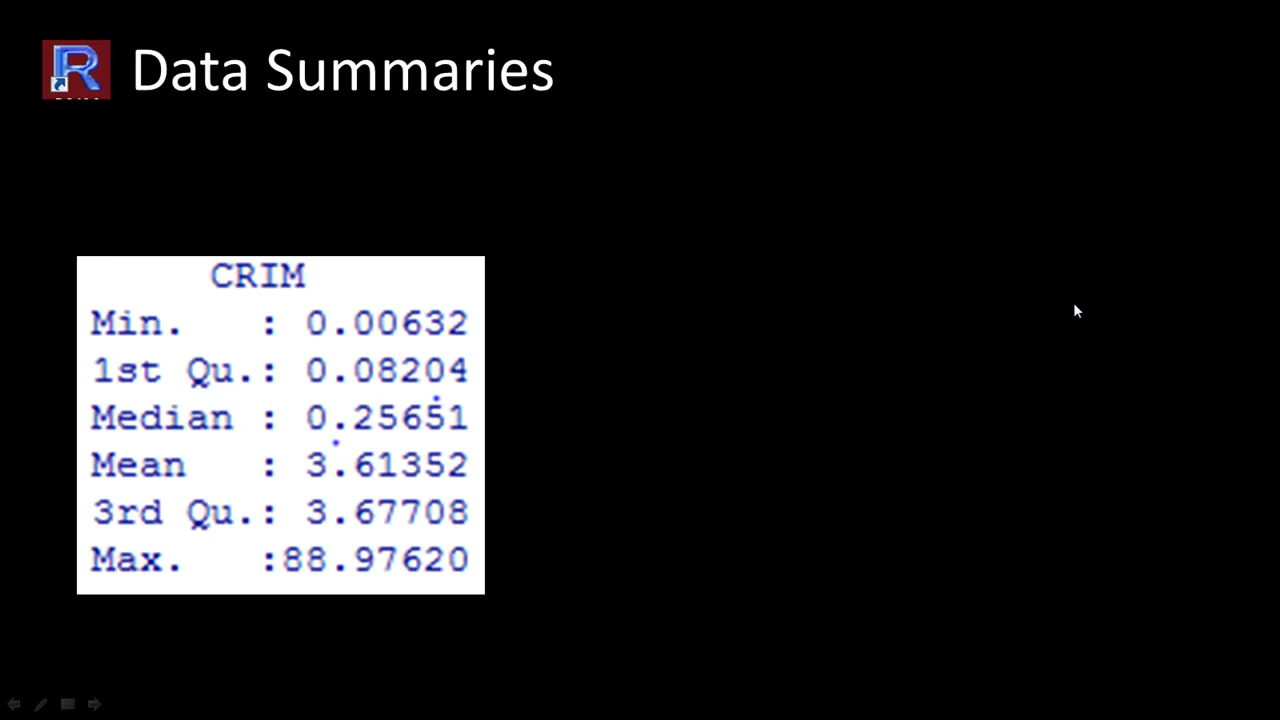 R Data Summaries
CRIM
Min. : 0.00632
1st Qu.: 0.08204
Median : 0.25651
Mean : 3.61352
3rd Qu.: 3.67708
Max. :88.97620